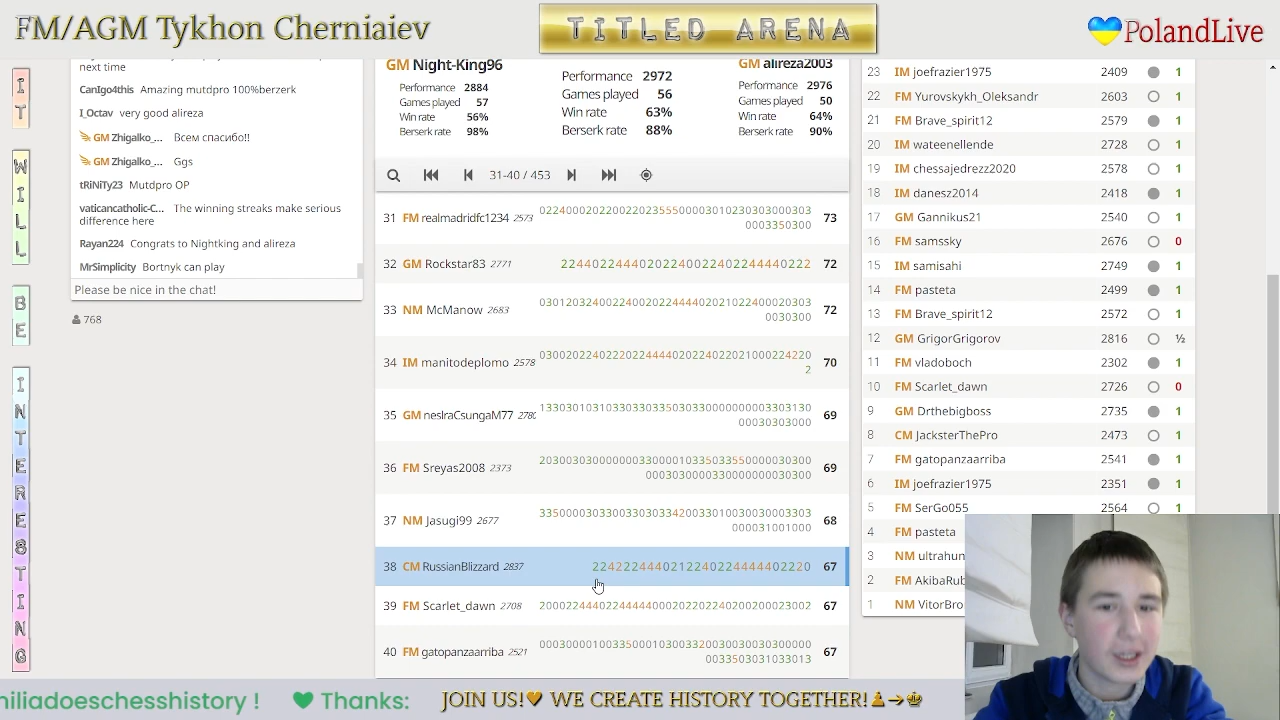 FM/AGM Tykhon Cherniaiev
TITLED ARENA
PolandLive
IT
WILL
BE
INTERESTING
next time
CanIgo4this Amazing mutdpro 100%berzerk
I_Octav very good alireza
GM Zhigalko_... Всем спасибо!!
GM Zhigalko_... Ggs
tRiNiTy23 Mutdpro OP
vaticancatholic-C... The winning streaks make serious
difference here
Rayan224 Congrats to Nightking and alireza
MrSimplicity Bortnyk can play
Please be nice in the chat!
768
GM Night-King96
Performance 2884
Games played 57
Win rate 56%
Berserk rate 98%
Performance 2972
Games played 56
Win rate 63%
Berserk rate 88%
GM alireza2003
Performance 2976
Games played 50
Win rate 64%
Berserk rate 90%
31-40 / 453
31 FM realmadridfc1234 2573 73
32 GM Rockstar83 2771 22440224440202240022402244440222 72
33 NM McManow 2683 72
34 IM manitodeplomo 2578 70
35 GM neslraCsungaM77 69
36 FM Sreyas2008 2373 69
37 NM Jasugi99 2677 68
38 CM RussianBlizzard 2837 2242224440212240224444402220 67
39 FM Scarlet_dawn 2708 67
40 FM gatopanzaarriba 2521 67
23 IM joefrazier1975 2409 1
22 FM Yurovskykh_Oleksandr 2603 1
21 FM Brave_spirit12 2579 1
20 IM wateenellende 2728 1
19 IM chessajedrezz2020 2578 1
18 IM danesz2014 2418 1
17 GM Gannikus21 2540 1
16 FM samssky 2676 0
15 IM samisahi 2749 1
14 FM pasteta 2499 1
13 FM Brave_spirit12 2572 1
12 GM GrigorGrigorov 2816 ½
11 FM vladoboch 2302 1
10 FM Scarlet_dawn 2726 0
9 GM Drthebigboss 2735 1
8 CM JacksterThePro 2473 1
7 FM gatopanzaarriba 2541 1
6 IM joefrazier1975 2351 1
5 FM SerGo055 2564 1
4 FM pasteta
3 NM ultrahun
2 FM AkibaRub
1 NM VitorBro
niliadoeschesshistory ! 💚 Thanks:
JOIN US!🧡 WE CREATE HISTORY TOGETHER!♟→♚